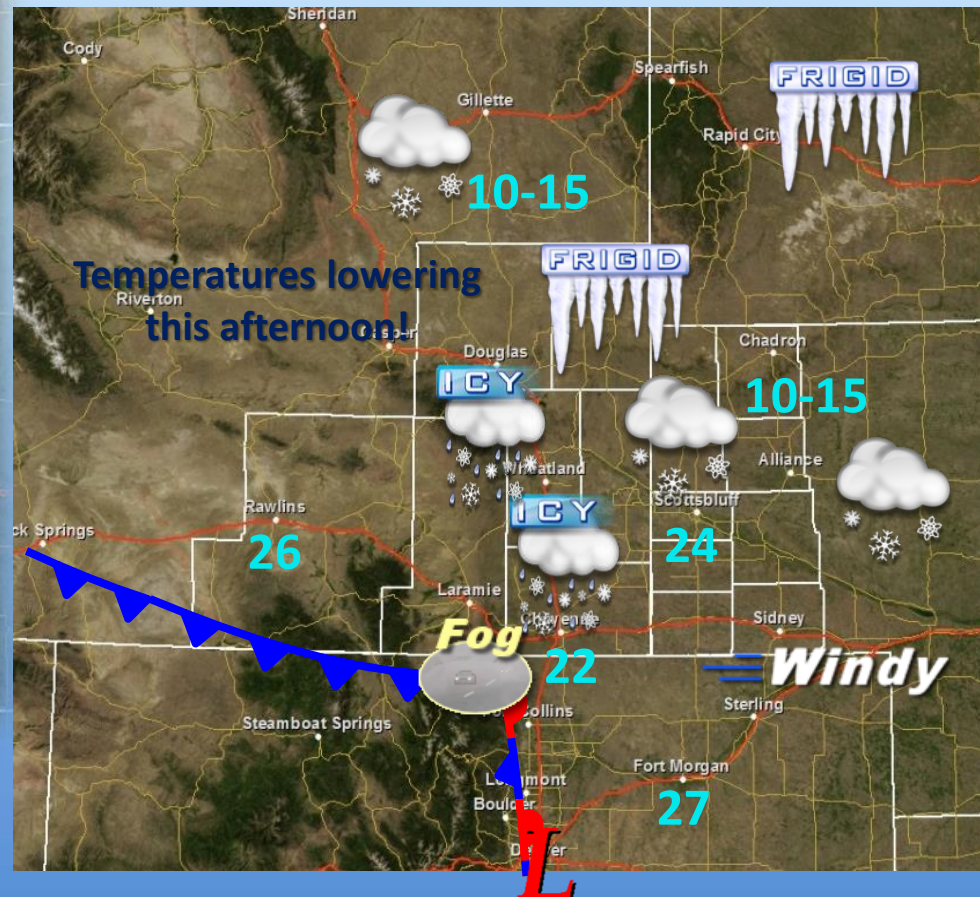 Sheridan
Cody
Spearfish
FRIGID
Gillette
Rapid City
10-15
FRIGID
Temperatures lowering
this afternoon!
Riverton
Casper
Douglas
Chadron
ICY
10-15
Wheatland
Alliance
ICY
Scottsbluff
Rawlins
ck Springs
26
24
Laramie
Cheyenne
Sidney
Fog
22
Windy
Steamboat Springs
Collins
Sterling
Longmont
Fort Morgan
Boulder
27
Denver
L